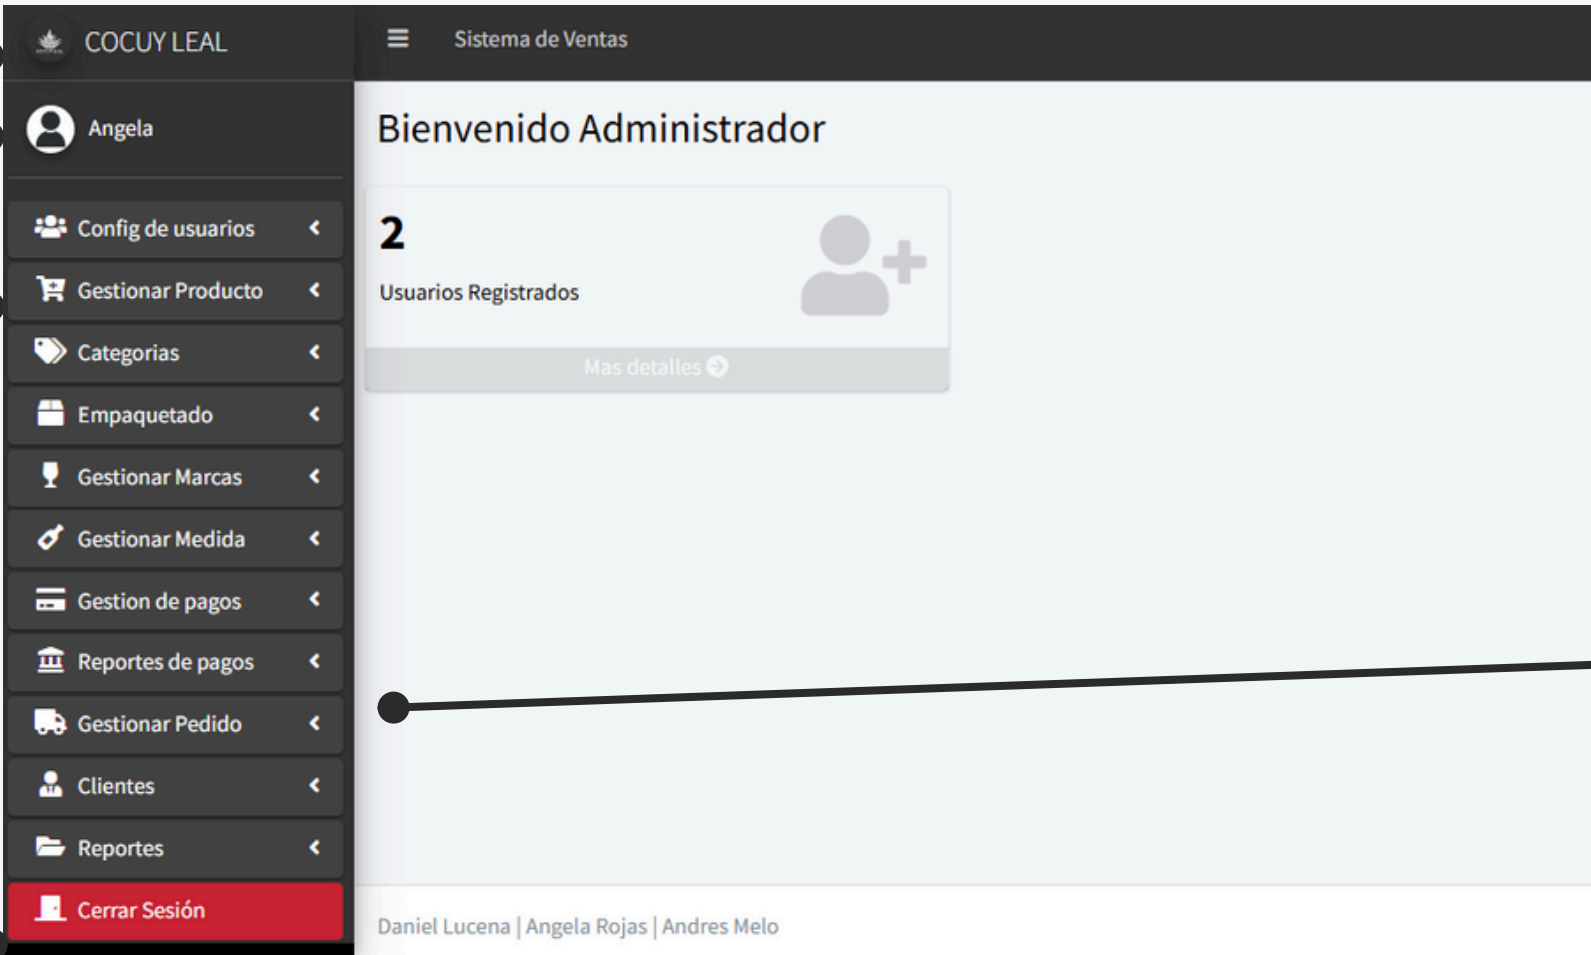 COCUY LEAL
Sistema de Ventas
Angela
Bienvenido Administrador
2
Usuarios Registrados
Mas detalles
Config de usuarios
Gestionar Producto
Categorias
Empaquetado
Gestionar Marcas
Gestionar Medida
Gestion de pagos
Reportes de pagos
Gestionar Pedido
Clientes
Reportes
Cerrar Sesión
Daniel Lucena | Angela Rojas | Andres Melo